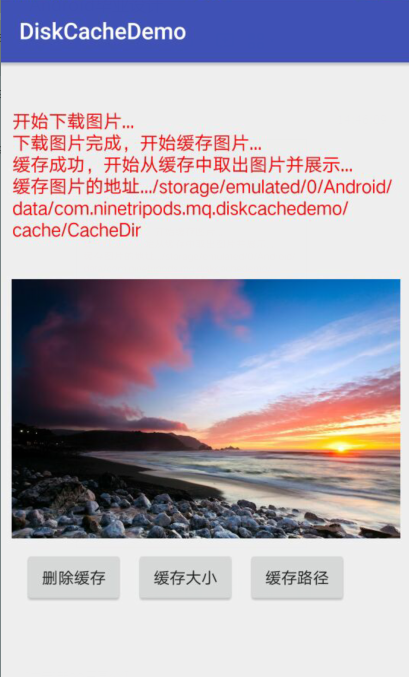 DiskCacheDemo
开始下载图片...
下载图片完成，开始缓存图片...
缓存成功，开始从缓存中取出图片并展示...
缓存图片的地址.../storage/emulated/0/Android/
data/com.ninetripods.mq.diskcachedemo/
cache/CacheDir
删除缓存 缓存大小 缓存路径